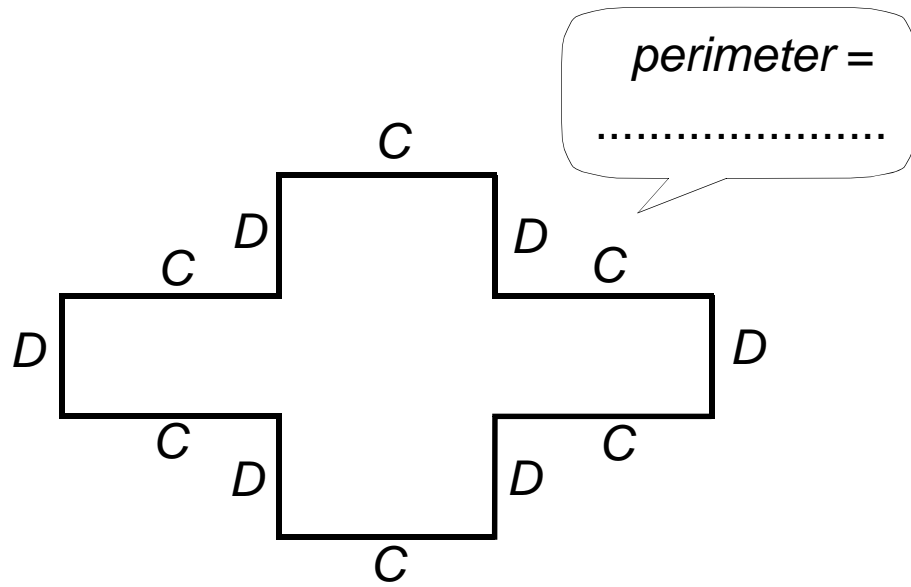 perimeter =
......................
C
D
D
C
C
D
D
C
C
D
D
C